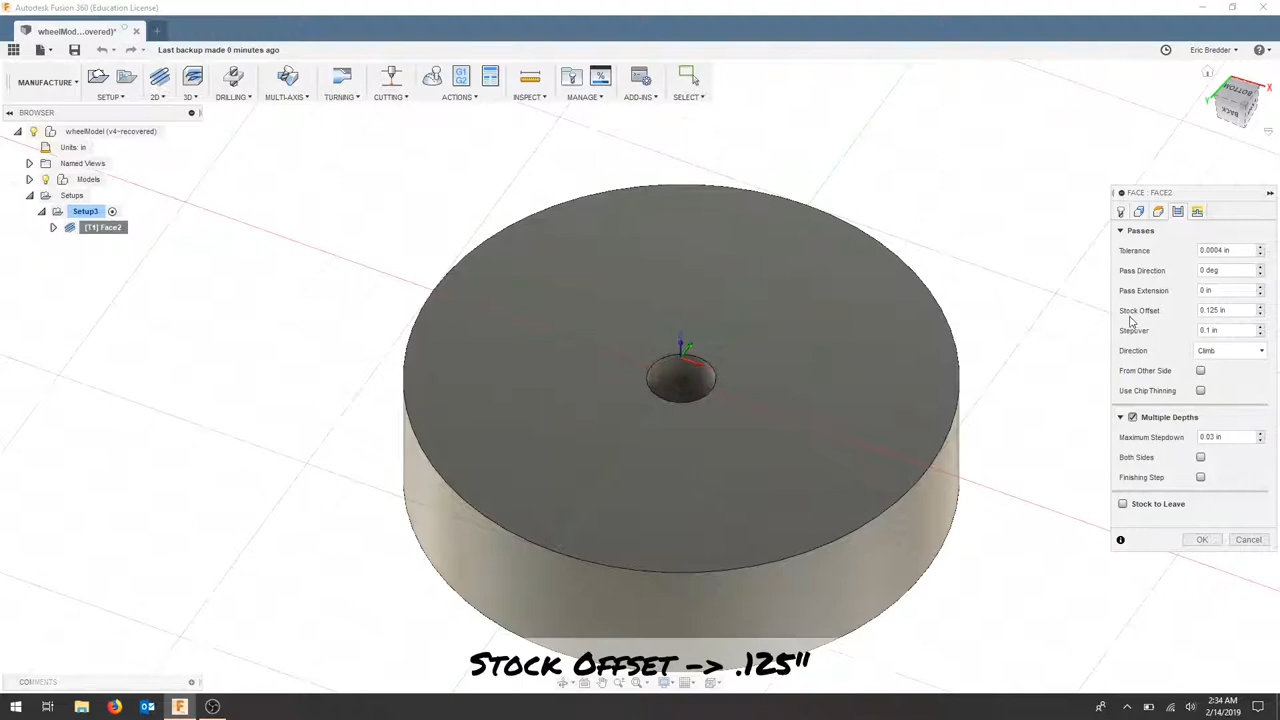 Autodesk Fusion 360 (Education License)
wheelMod...overed)*
Last backup made 0 minutes ago
Eric Bredder
MANUFACTURE
SETUP
2D
3D
DRILLING
MULTI-AXIS
TURNING
CUTTING
G1
G2
ACTIONS
INSPECT
MANAGE
ADD-INS
SELECT
BROWSER
wheelModel (v4~recovered)
Units: in
Named Views
Models
Setups
Setup3
[T1] Face2
BOTTOM
BACK
X
Y
FACE : FACE2
Passes
Tolerance 0.0004 in
Pass Direction 0 deg
Pass Extension 0 in
Stock Offset 0.125 in
Stepover 0.1 in
Direction Climb
From Other Side
Use Chip Thinning
Multiple Depths
Maximum Stepdown 0.03 in
Both Sides
Finishing Step
Stock to Leave
OK Cancel
STOCK OFFSET -> .125"
COMMENTS
2:34 AM
2/14/2019